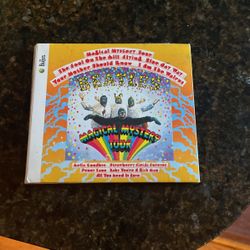 Magical Mystery Tour
The Fool On The Hill Flying Blue Jay Way
Your Mother Should Know I Am The Walrus
BEATLES
MAGICAL MYSTERY
TOUR
Hello Goodbye Strawberry Fields Forever
Penny Lane Baby You're A Rich Man
All You Need Is Love